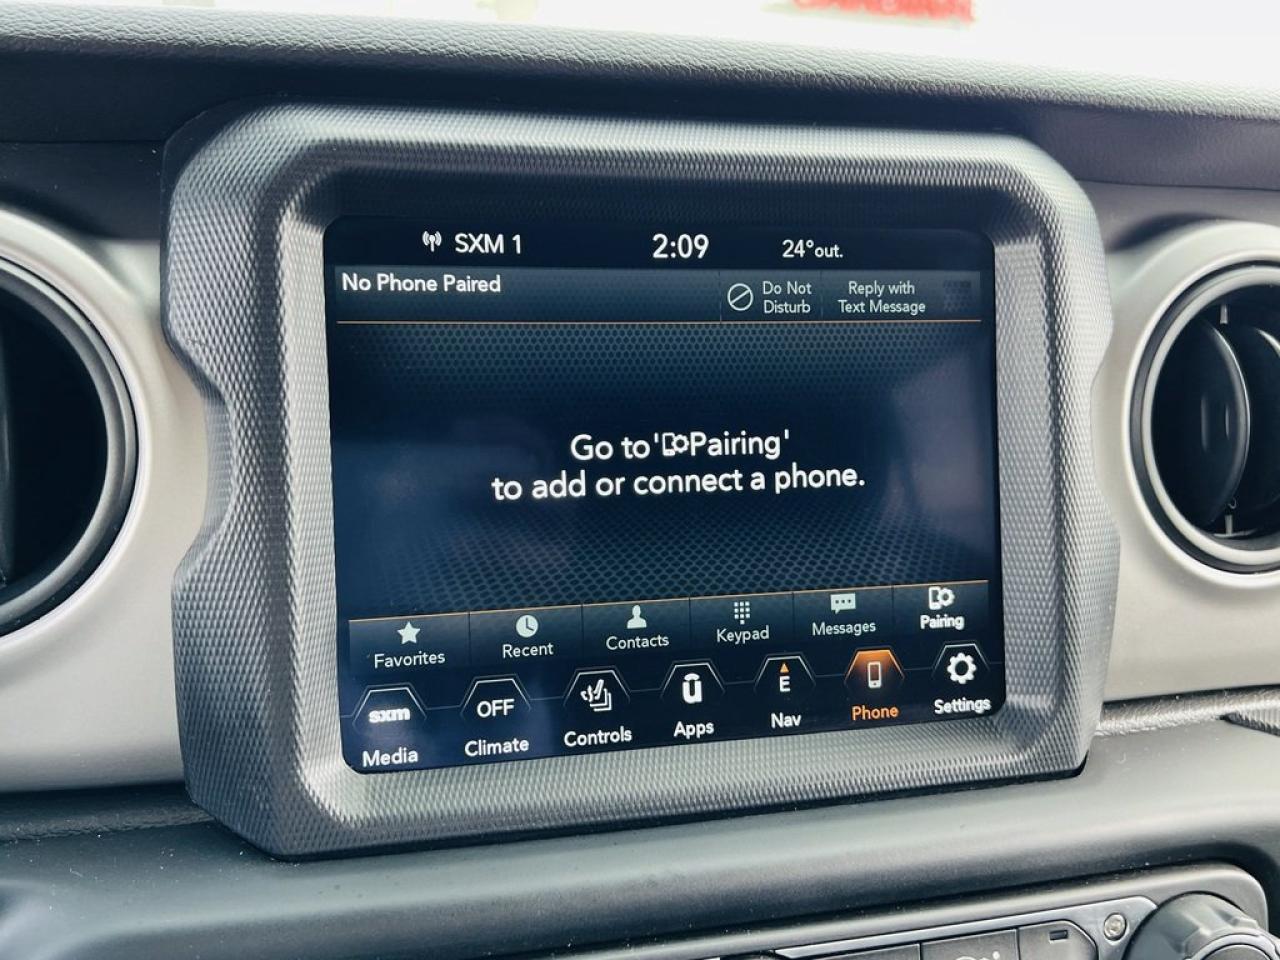 SXM 1 2:09 24°out.
No Phone Paired
Do Not
Disturb
Reply with
Text Message
Go to 'Pairing'
to add or connect a phone.
Favorites Recent Contacts Keypad Messages Pairing
sxm OFF E
Media Climate Controls Apps Nav Phone Settings